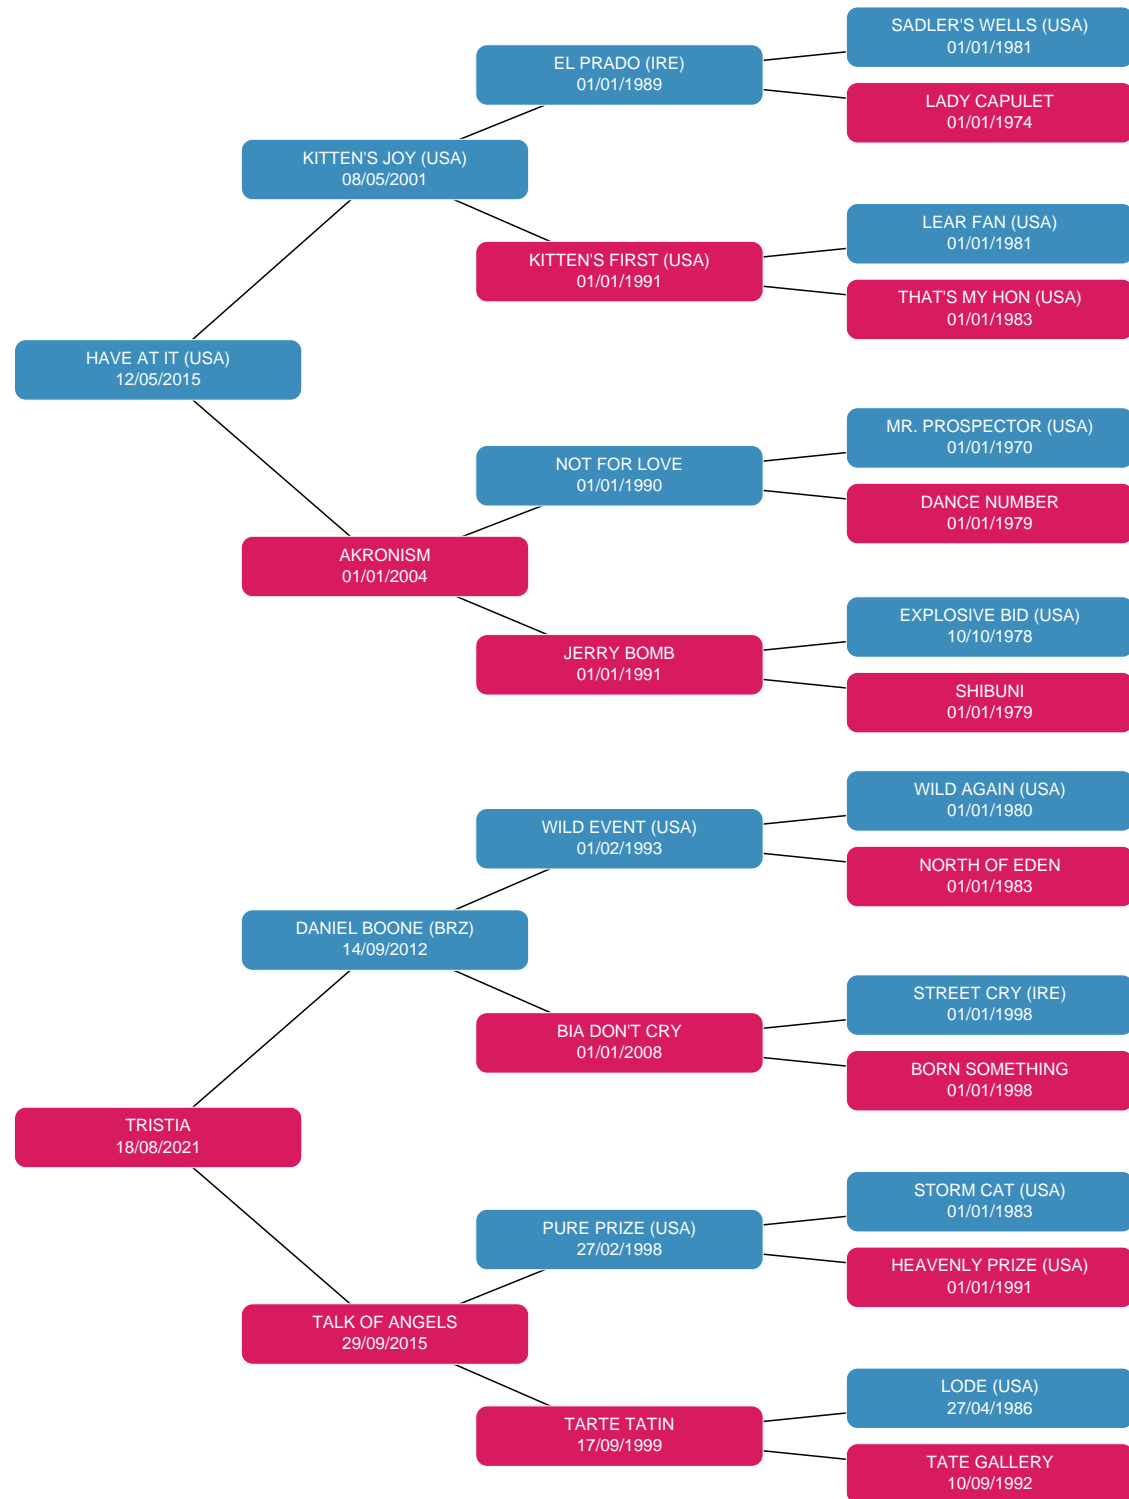 SADLER'S WELLS (USA)
01/01/1981
EL PRADO (IRE)
01/01/1989
LADY CAPULET
01/01/1974
KITTEN'S JOY (USA)
08/05/2001
LEAR FAN (USA)
01/01/1981
KITTEN'S FIRST (USA)
01/01/1991
THAT'S MY HON (USA)
01/01/1983
HAVE AT IT (USA)
12/05/2015
MR. PROSPECTOR (USA)
01/01/1970
NOT FOR LOVE
01/01/1990
DANCE NUMBER
01/01/1979
AKRONISM
01/01/2004
EXPLOSIVE BID (USA)
10/10/1978
JERRY BOMB
01/01/1991
SHIBUNI
01/01/1979
WILD AGAIN (USA)
01/01/1980
WILD EVENT (USA)
01/02/1993
NORTH OF EDEN
01/01/1983
DANIEL BOONE (BRZ)
14/09/2012
STREET CRY (IRE)
01/01/1998
BIA DON'T CRY
01/01/2008
BORN SOMETHING
01/01/1998
TRISTIA
18/08/2021
STORM CAT (USA)
01/01/1983
PURE PRIZE (USA)
27/02/1998
HEAVENLY PRIZE (USA)
01/01/1991
TALK OF ANGELS
29/09/2015
LODE (USA)
27/04/1986
TARTE TATIN
17/09/1999
TATE GALLERY
10/09/1992